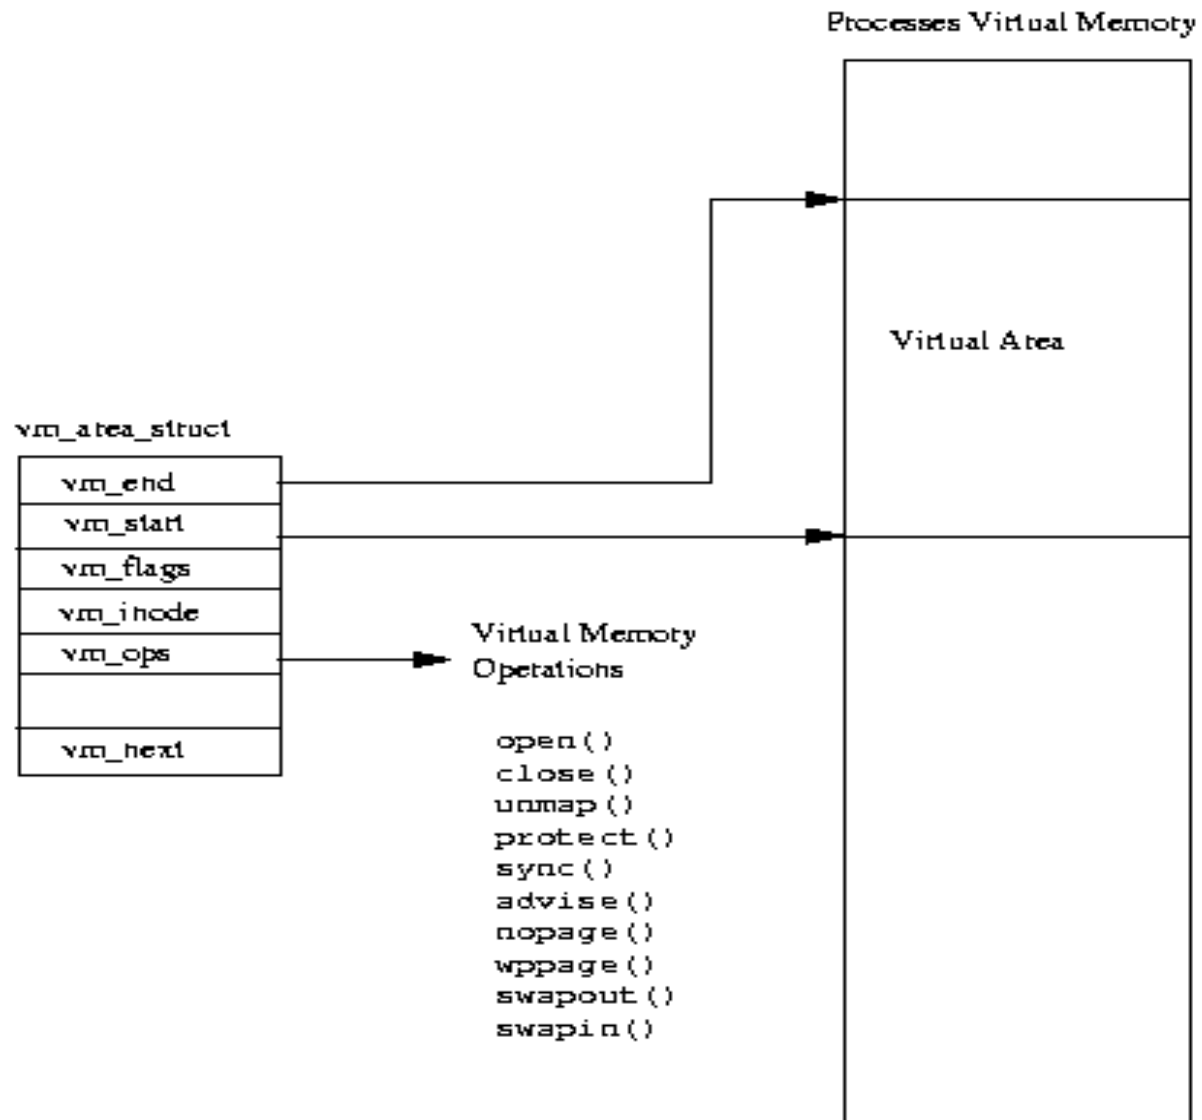 Processes Virtual Memory
Virtual Area
vm_area_struct
vm_end
vm_start
vm_flags
vm_inode
vm_ops
vm_next
Virtual Memory
Operations
open()
close()
unmap()
protect()
sync()
advise()
nopage()
wppage()
swapout()
swapin()